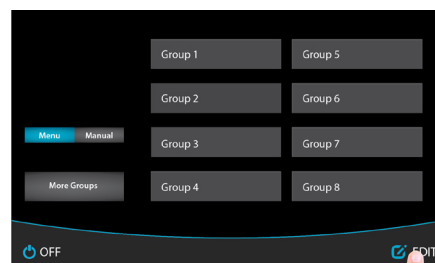 Group 1
Group 5
Group 2
Group 6
Menu
Manual
Group 3
Group 7
More Groups
Group 4
Group 8
OFF
EDIT